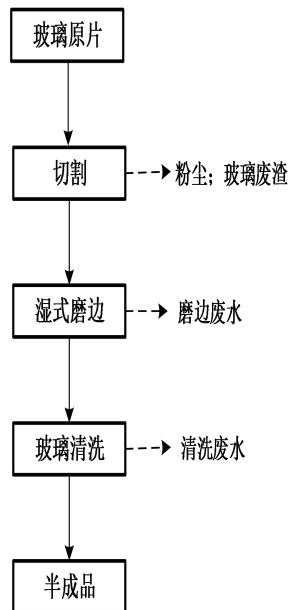 玻璃原片
切割
粉尘；玻璃废渣
湿式磨边
磨边废水
玻璃清洗
清洗废水
半成品